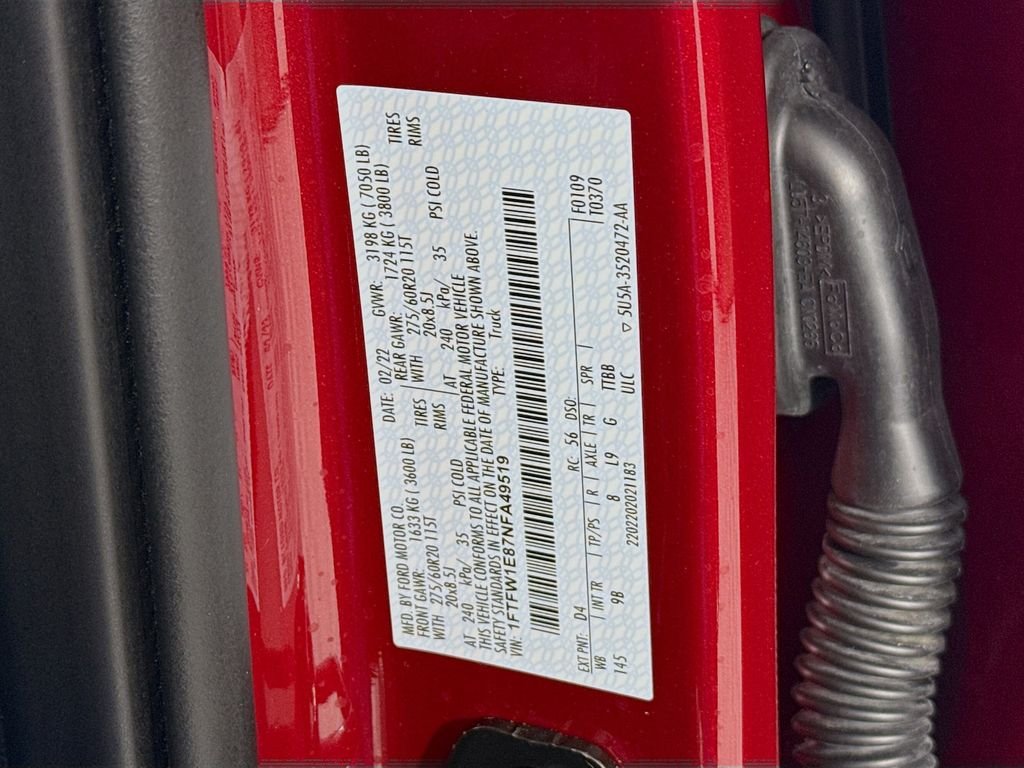 MFD. BY FORD MOTOR CO.
DATE: 02/22 GVWR: 3198 KG ( 7050 LB)
FRONT GAWR: 1633 KG ( 3600 LB) REAR GAWR: 1724 KG ( 3800 LB)
WITH 275/60R20 115T TIRES WITH 275/60R20 115T TIRES
20x8.5J RIMS 20x8.5J RIMS
AT 240 kPa/ 35 PSI COLD AT 240 kPa/ 35 PSI COLD
THIS VEHICLE CONFORMS TO ALL APPLICABLE FEDERAL MOTOR VEHICLE
SAFETY STANDARDS IN EFFECT ON THE DATE OF MANUFACTURE SHOWN ABOVE.
VIN: 1FTFW1E87NFA49519 TYPE: Truck
EXT PNT: D4 RC: 56 DSO: F0109
WB INT TR TP/PS R AXLE TR SPR T0370
145 9B 8 L9 G TTBB
2202202021183 ULC ▽ 5U5A-3520472-AA
FoMoCo